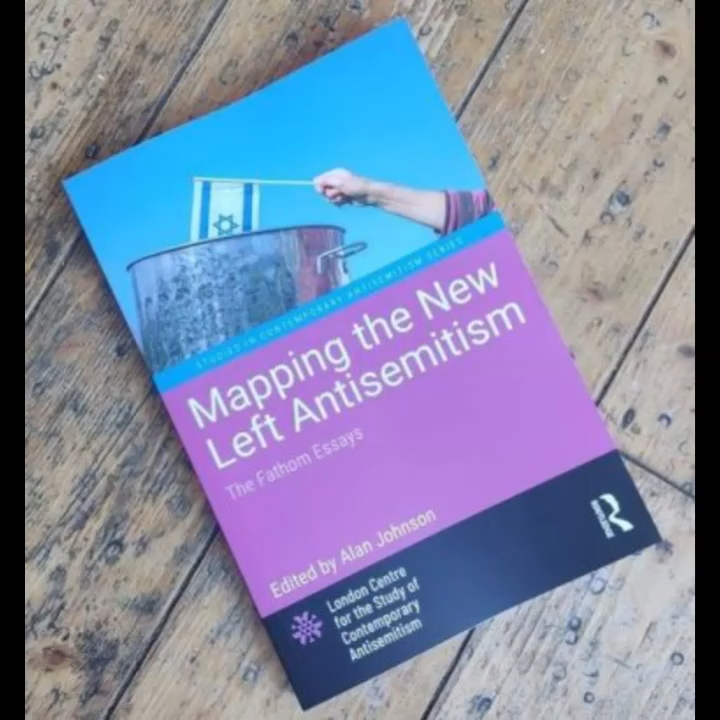 STUDIES IN CONTEMPORARY ANTISEMITISM SERIES
Mapping the New
Left Antisemitism
The Fathom Essays
Edited by Alan Johnson
London Centre
for the Study of
Contemporary
Antisemitism
R
ROUTLEDGE